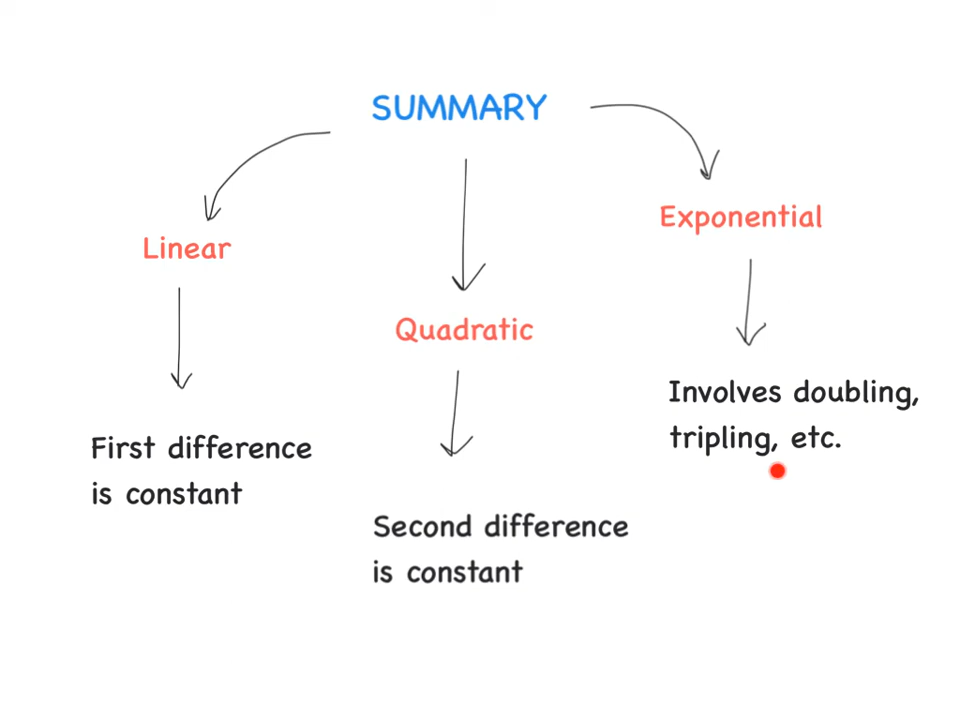 SUMMARY
Linear
First difference
is constant
Quadratic
Second difference
is constant
Exponential
Involves doubling,
tripling, etc.